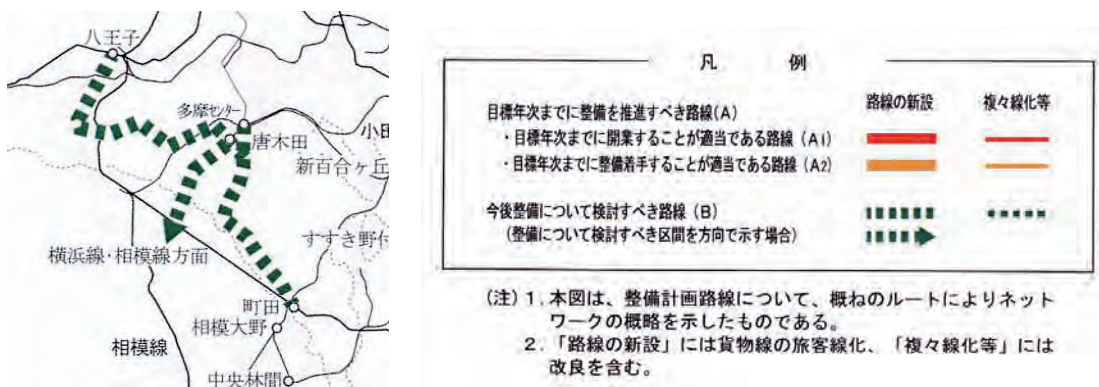 八王子
多摩センター
唐木田
小田
新百合ヶ丘
すすき野付
横浜線・相模線方面
町田
相模大野
相模線
中央林間
凡 例
路線の新設 複々線化等
目標年次までに整備を推進すべき路線(A)
・目標年次までに開業することが適当である路線(A1)
・目標年次までに整備着手することが適当である路線(A2)
今後整備について検討すべき路線(B)
(整備について検討すべき区間を方向で示す場合)
(注)1.本図は、整備計画路線について、概ねのルートによりネット
ワークの概略を示したものである。
2.「路線の新設」には貨物線の旅客線化、「複々線化等」には
改良を含む。